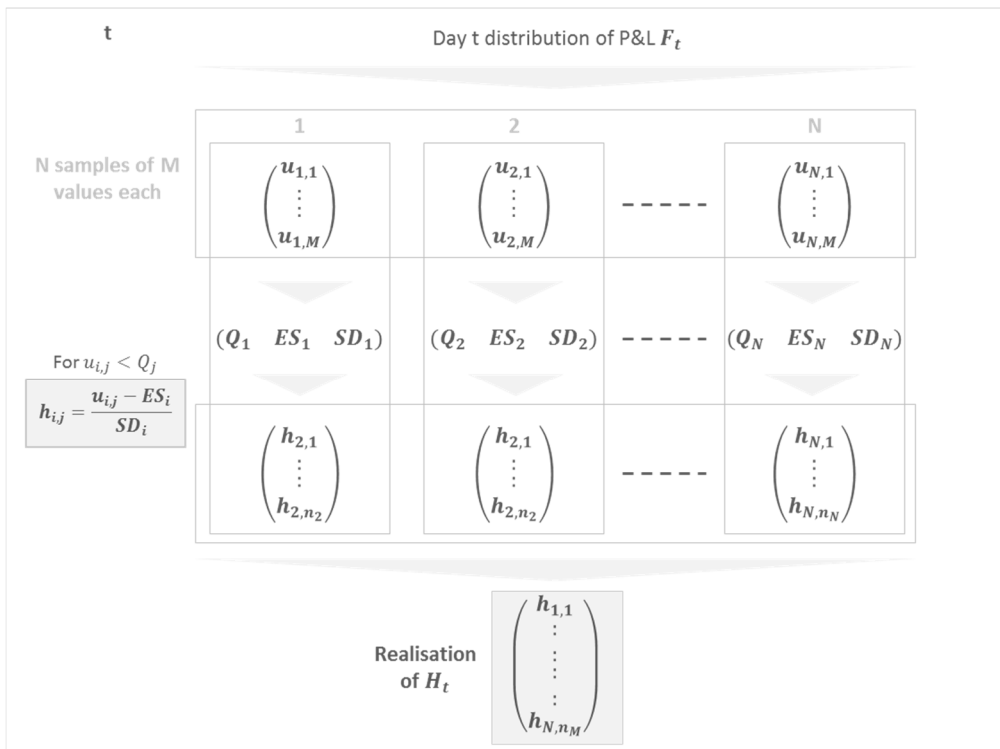 t
Day t distribution of P&L F_t
1 2 N
N samples of M
values each
(u_{1,1} ⋮ u_{1,M}) (u_{2,1} ⋮ u_{2,M}) ----- (u_{N,1} ⋮ u_{N,M})
(Q_1 ES_1 SD_1) (Q_2 ES_2 SD_2) ----- (Q_N ES_N SD_N)
For u_{i,j} < Q_j
h_{i,j} = \frac{u_{i,j} − ES_i}{SD_i}
(h_{2,1} ⋮ h_{2,n_2}) (h_{2,1} ⋮ h_{2,n_2}) ----- (h_{N,1} ⋮ h_{N,n_N})
Realisation
of H_t
(h_{1,1} ⋮ h_{N,n_M})